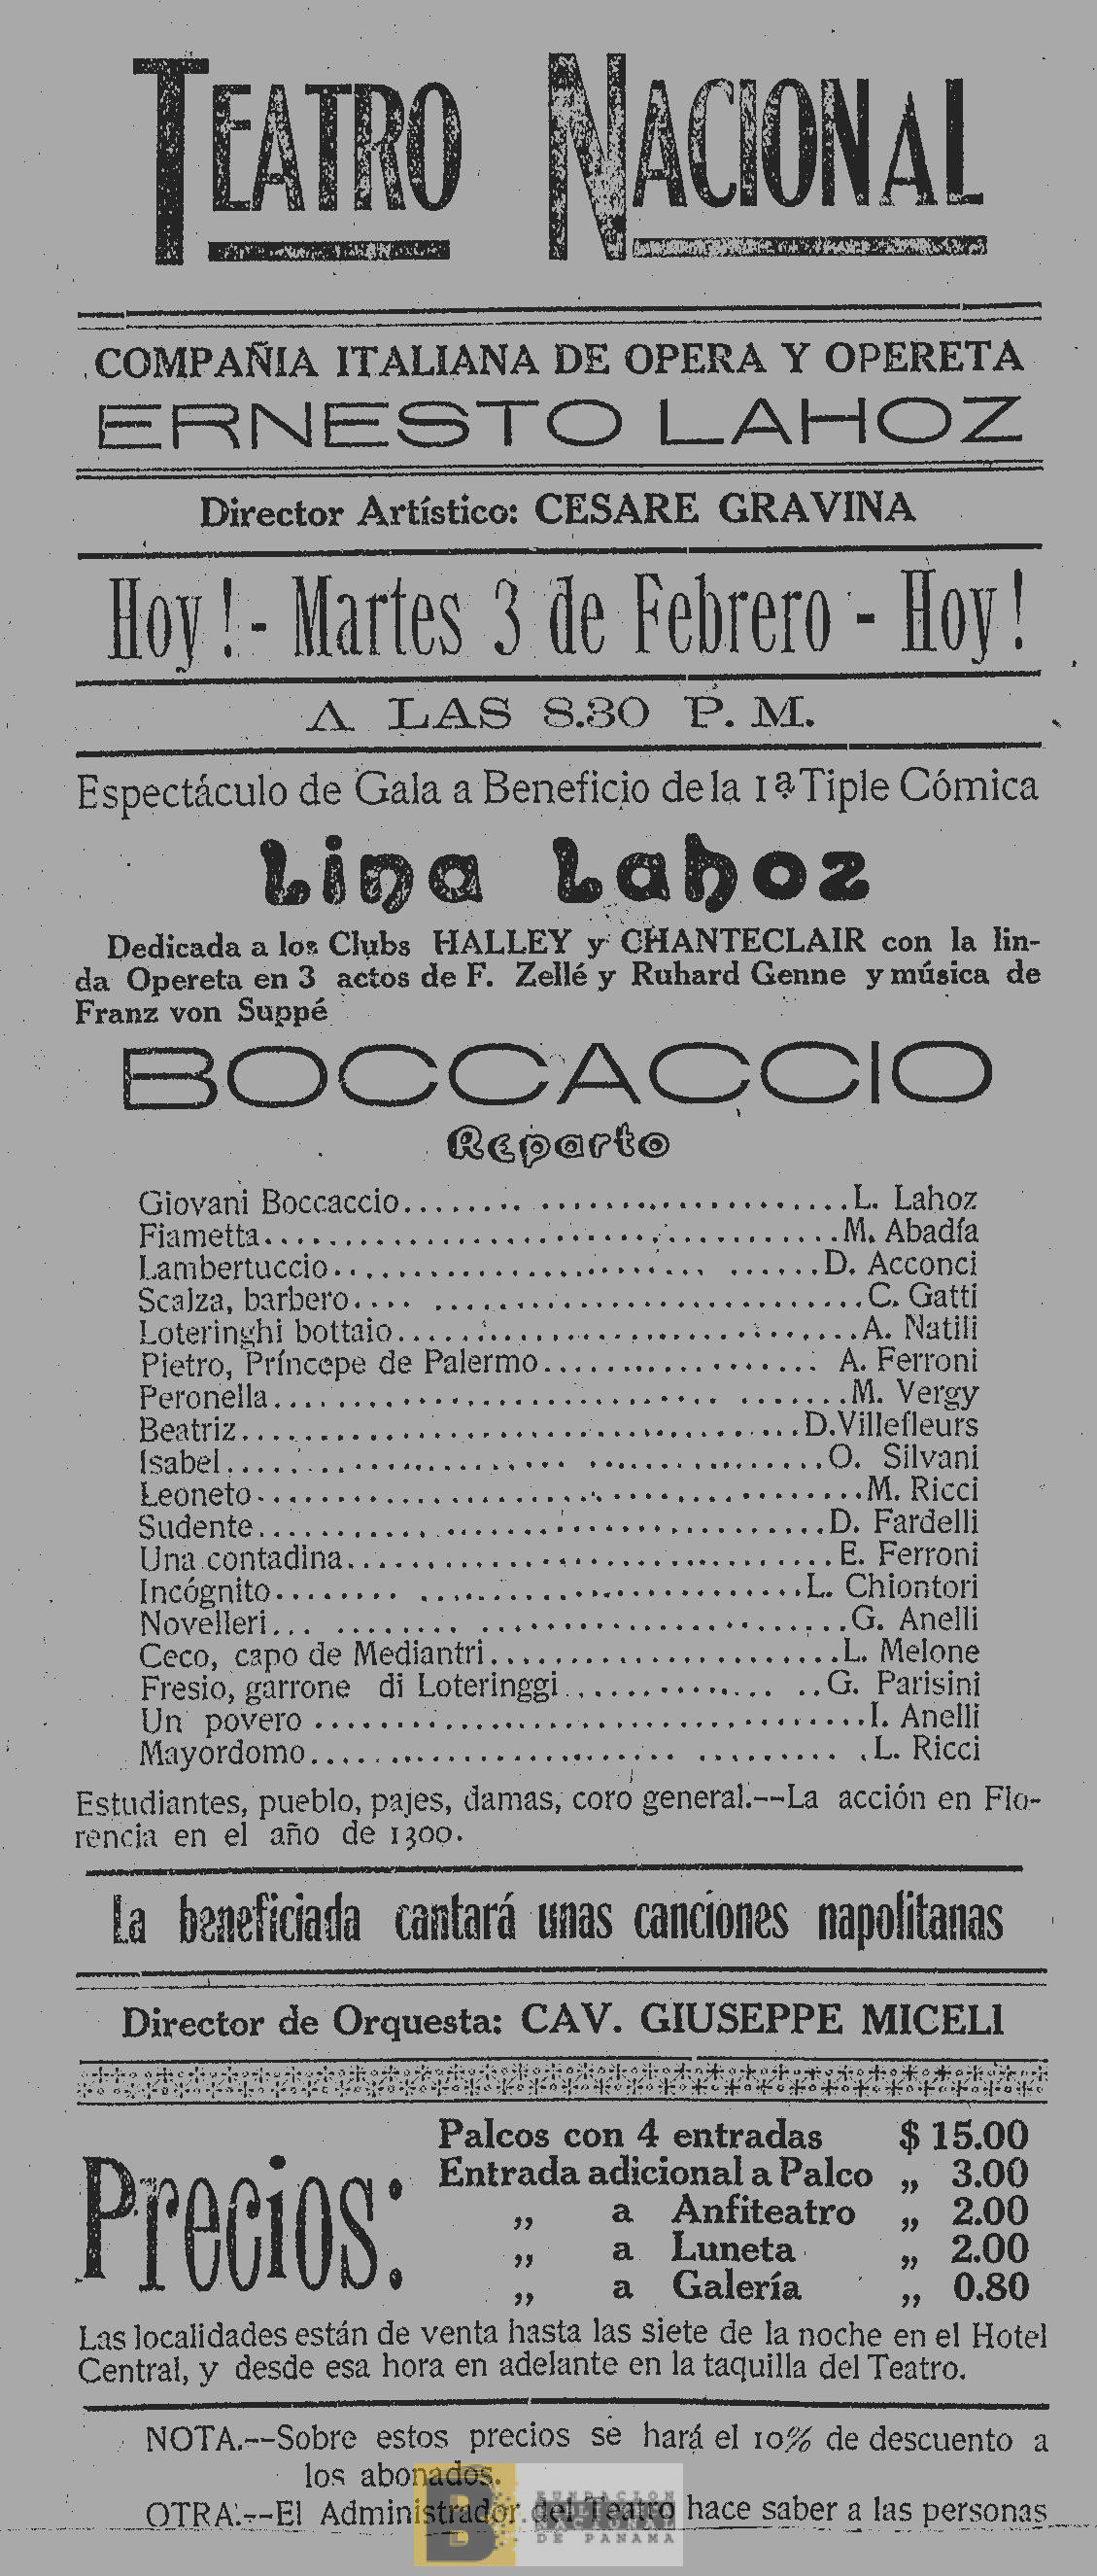 TEATRO NACIONAL
COMPAÑIA ITALIANA DE OPERA Y OPERETA
ERNESTO LAHOZ
Director Artístico: CESARE GRAVINA
Hoy!- Martes 3 de Febrero - Hoy!
A LAS 8.30 P. M.
Espectáculo de Gala a Beneficio de la 1ª Tiple Cómica
Lina Lahoz
Dedicada a los Clubs HALLEY y CHANTECLAIR con la lin-
da Opereta en 3 actos de F. Zellé y Ruhard Genne y música de
Franz von Suppé
BOCCACCIO
Reparto
Giovani Boccaccio........ ........................L. Lahoz
Fiametta............................................M. Abadía
Lambertuccio............................. ......D. Acconci
Scalza, barbero.... .................................C. Gatti
Loteringhi bottaio...................................A. Natili
Pietro, Príncepe de Palermo..................... A. Ferroni
Peronella.................................. ........M. Vergy
Beatriz...........................................D.Villefleurs
Isabel........................... ..................O. Silvani
Leoneto..............................................M. Ricci
Sudente...........................................D. Fardelli
Una contadina.....................................E. Ferroni
Incógnito........ .............................L. Chiontori
Novelleri... ........ ............................G. Anelli
Ceco, capo de Mediantri...........................L. Melone
Fresio, garrone di Loteringgi................ ..G. Parisini
Un povero .........................................I. Anelli
Mayordomo............................ ......... .L. Ricci
Estudiantes, pueblo, pajes, damas, coro general.--La acción en Flo-
rencia en el año de 1300.
La beneficiada cantará unas canciones napolitanas
Director de Orquesta: CAV. GIUSEPPE MICELI
Precios:
Palcos con 4 entradas $ 15.00
Entrada adicional a Palco „ 3.00
„ a Anfiteatro „ 2.00
„ a Luneta „ 2.00
„ a Galería „ 0.80
Las localidades están de venta hasta las siete de la noche en el Hotel
Central, y desde esa hora en adelante en la taquilla del Teatro.
NOTA.--Sobre estos precios se hará el 10% de descuento a
los abonados.
OTRA.--El Administrador del Teatro hace saber a las personas
B
FUNDACION
BIBLIOTECA
NACIONAL
DE PANAMA